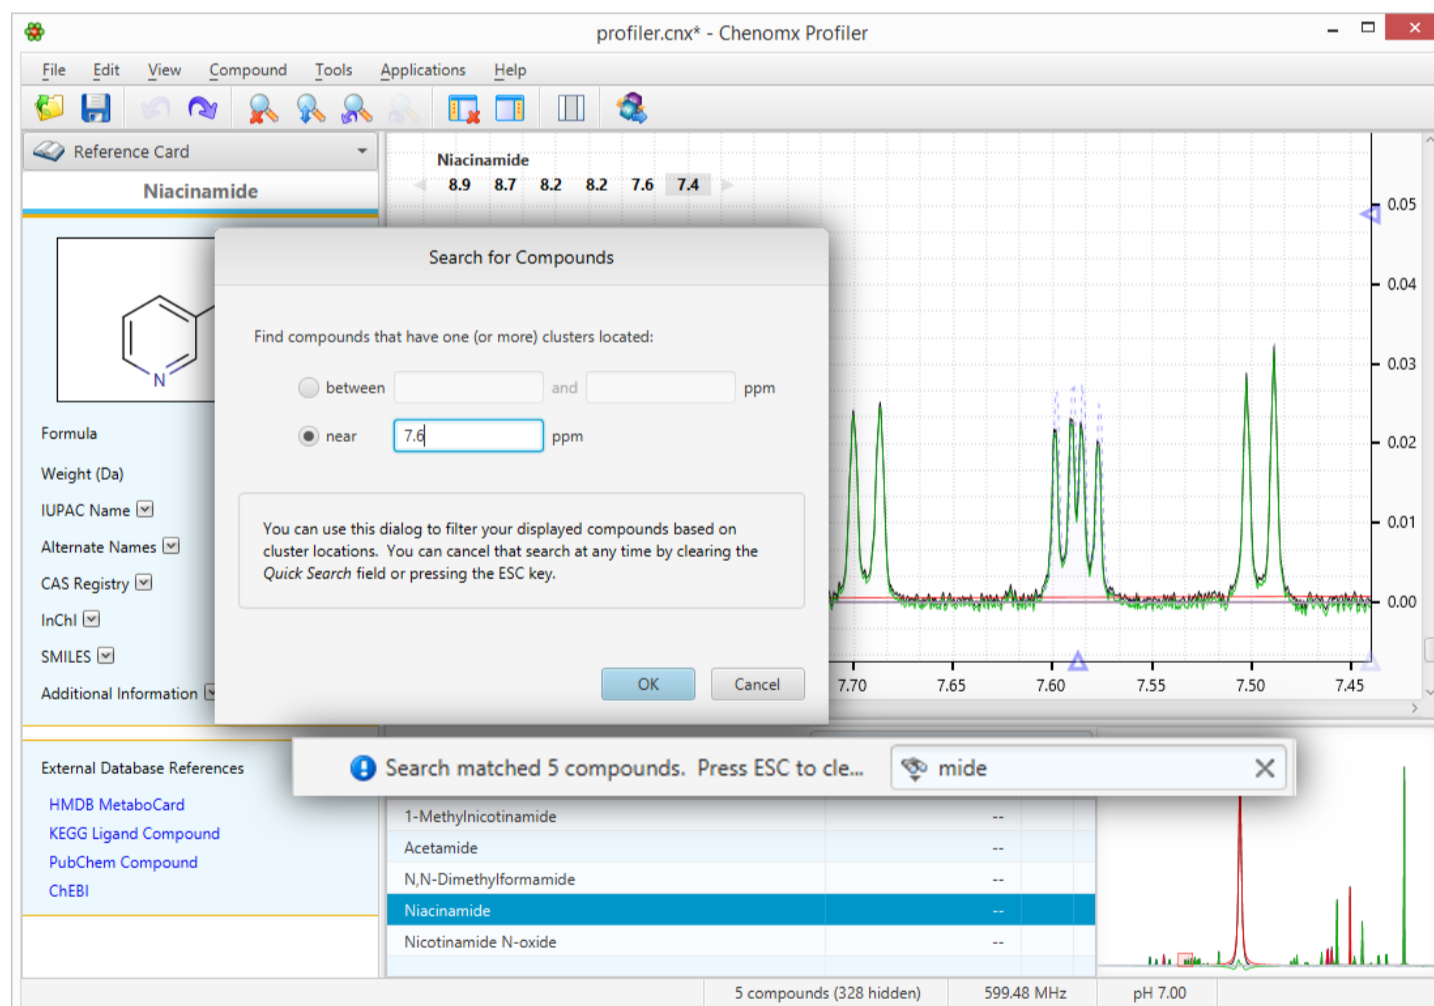 profiler.cnx* - Chenomx Profiler
File Edit View Compound Tools Applications Help
Reference Card
Niacinamide
Niacinamide
8.9 8.7 8.2 8.2 7.6 7.4
N
Formula
Weight (Da)
IUPAC Name
Alternate Names
CAS Registry
InChI
SMILES
Additional Information
External Database References
HMDB MetaboCard
KEGG Ligand Compound
PubChem Compound
ChEBI
Search for Compounds
Find compounds that have one (or more) clusters located:
between and ppm
near 7.6 ppm
You can use this dialog to filter your displayed compounds based on
cluster locations. You can cancel that search at any time by clearing the
Quick Search field or pressing the ESC key.
OK Cancel
0.05
0.04
0.03
0.02
0.01
0.00
7.70 7.65 7.60 7.55 7.50 7.45
Search matched 5 compounds. Press ESC to cle... mide
1-Methylnicotinamide --
Acetamide --
N,N-Dimethylformamide --
Niacinamide --
Nicotinamide N-oxide --
5 compounds (328 hidden) 599.48 MHz pH 7.00